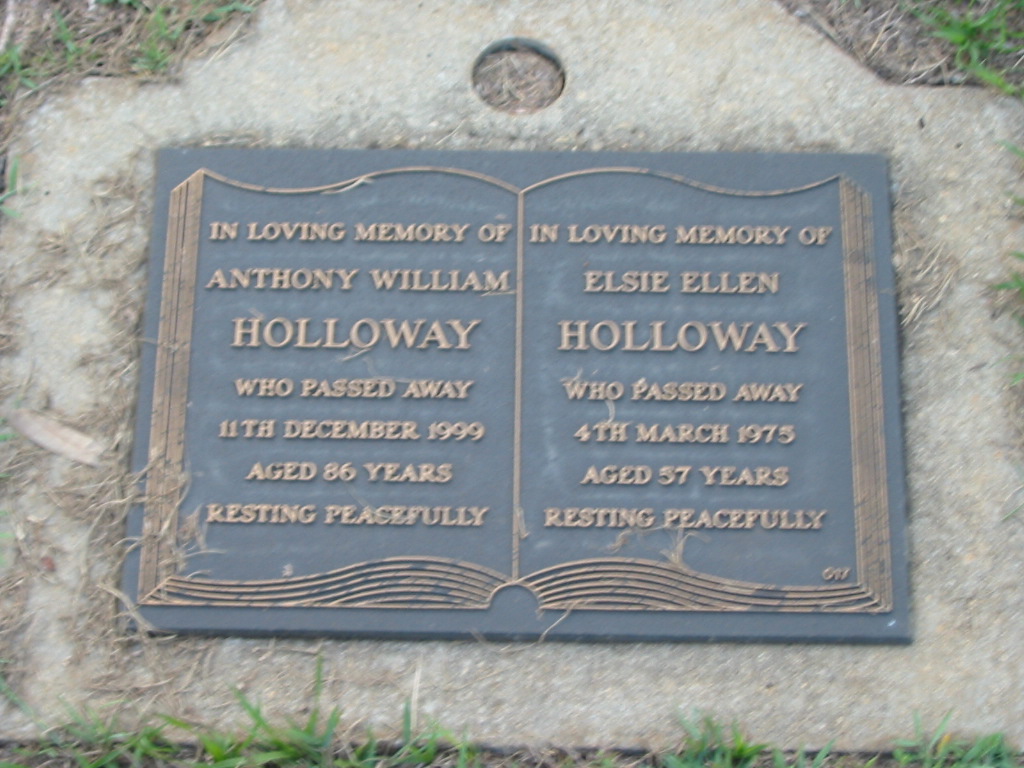 IN LOVING MEMORY OF
ANTHONY WILLIAM
HOLLOWAY
WHO PASSED AWAY
11TH DECEMBER 1999
AGED 86 YEARS
RESTING PEACEFULLY
IN LOVING MEMORY OF
ELSIE ELLEN
HOLLOWAY
WHO PASSED AWAY
4TH MARCH 1975
AGED 57 YEARS
RESTING PEACEFULLY